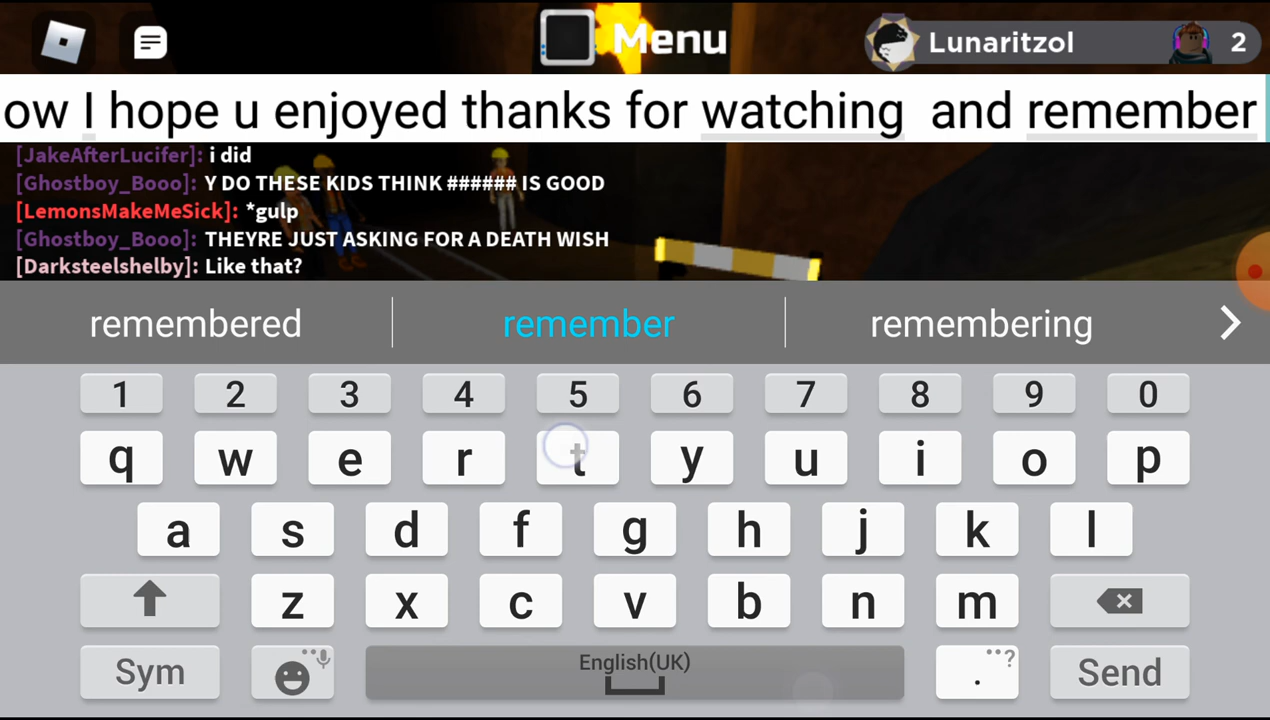 Menu
Lunaritzol
2
ow I hope u enjoyed thanks for watching and remember
[JakeAfterLucifer]: i did
[Ghostboy_Booo]: Y DO THESE KIDS THINK ###### IS GOOD
[LemonsMakeMeSick]: *gulp
[Ghostboy_Booo]: THEYRE JUST ASKING FOR A DEATH WISH
[Darksteelshelby]: Like that?
remembered remember remembering
1 2 3 4 5 6 7 8 9 0
q w e r t y u i o p
a s d f g h j k l
z x c v b n m
Sym English(UK) . ? Send